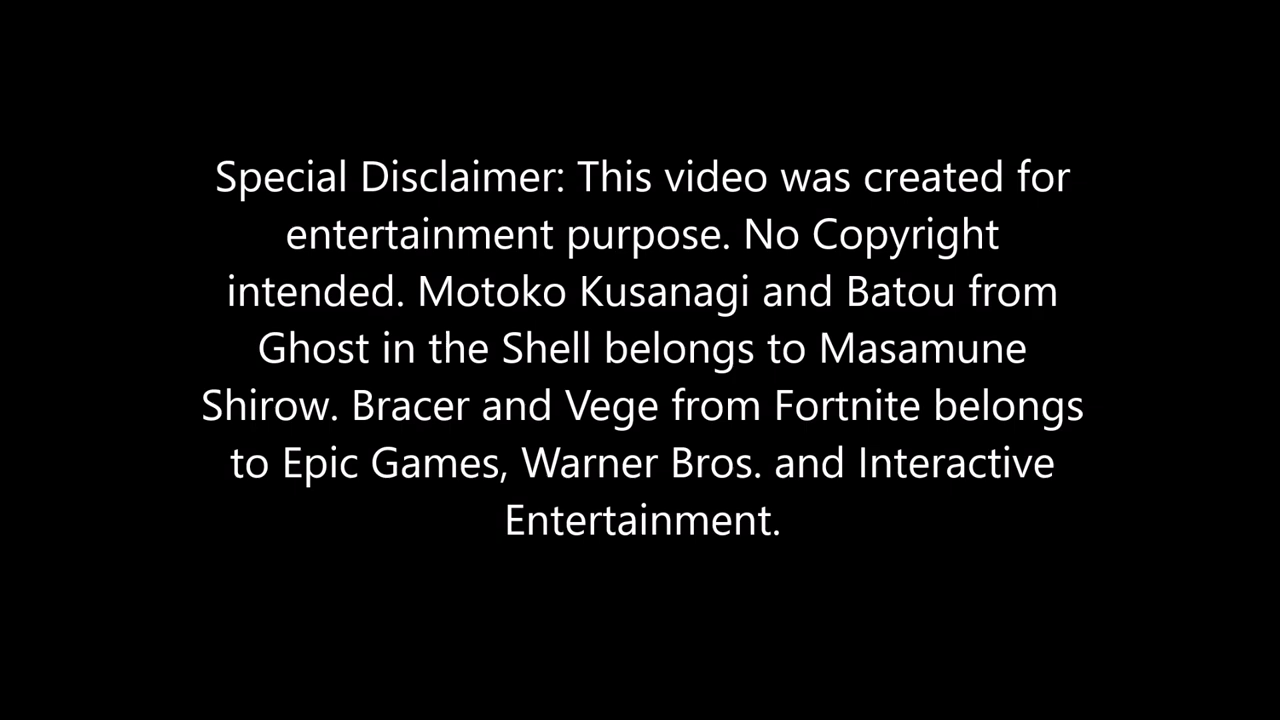 Special Disclaimer: This video was created for
entertainment purpose. No Copyright
intended. Motoko Kusanagi and Batou from
Ghost in the Shell belongs to Masamune
Shirow. Bracer and Vege from Fortnite belongs
to Epic Games, Warner Bros. and Interactive
Entertainment.